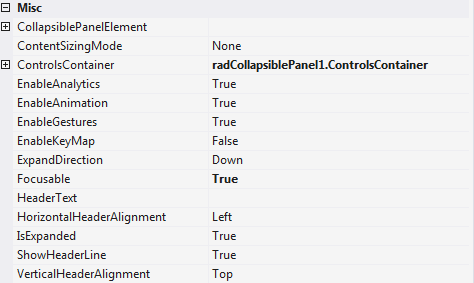 Misc
CollapsiblePanelElement
ContentSizingMode None
ControlsContainer radCollapsiblePanel1.ControlsContainer
EnableAnalytics True
EnableAnimation True
EnableGestures True
EnableKeyMap False
ExpandDirection Down
Focusable True
HeaderText
HorizontalHeaderAlignment Left
IsExpanded True
ShowHeaderLine True
VerticalHeaderAlignment Top